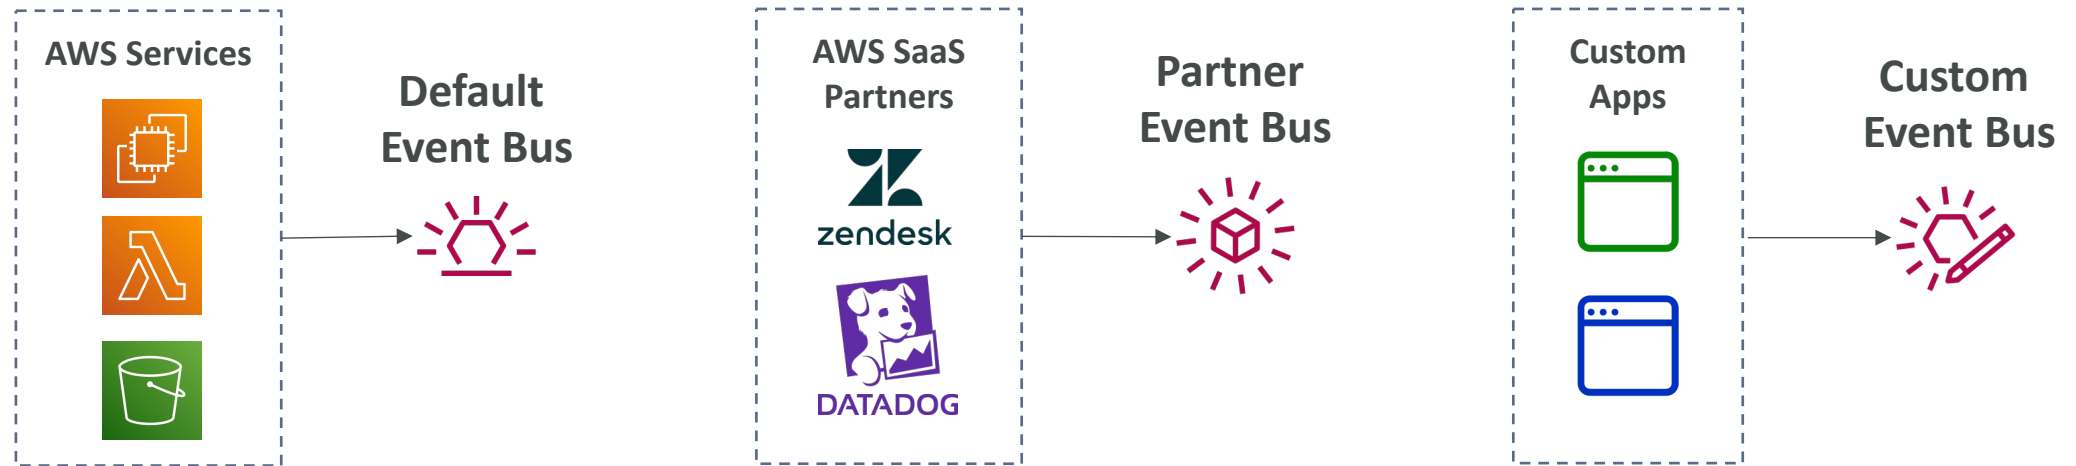 AWS Services
Default
Event Bus
AWS SaaS
Partners
zendesk
DATADOG
Partner
Event Bus
Custom
Apps
Custom
Event Bus